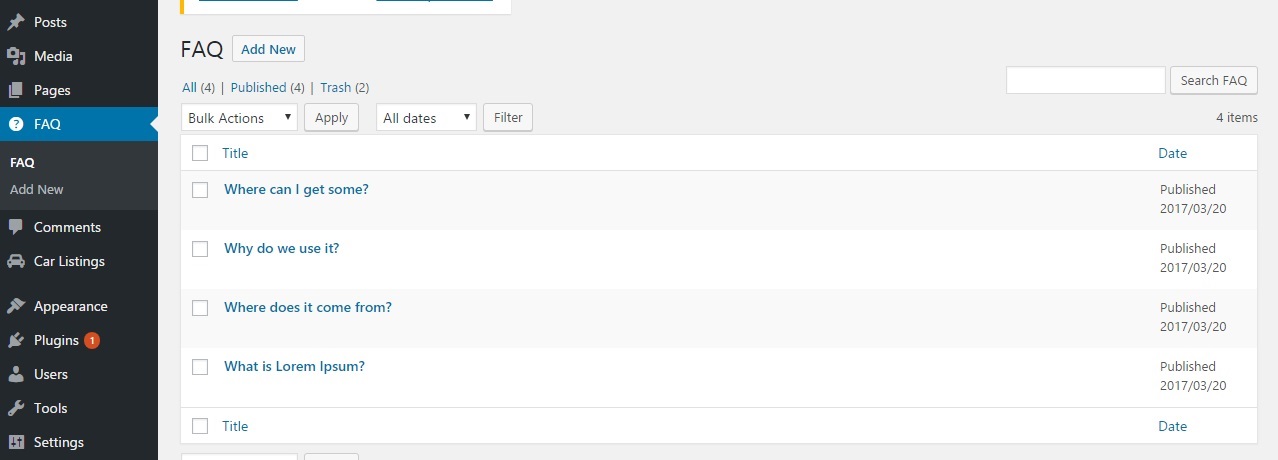 Posts
Media
Pages
FAQ
FAQ
Add New
Comments
Car Listings
Appearance
Plugins 1
Users
Tools
Settings
FAQ Add New
All (4) | Published (4) | Trash (2)
Search FAQ
Bulk Actions Apply All dates Filter 4 items
Title Date
Where can I get some? Published
2017/03/20
Why do we use it? Published
2017/03/20
Where does it come from? Published
2017/03/20
What is Lorem Ipsum? Published
2017/03/20
Title Date